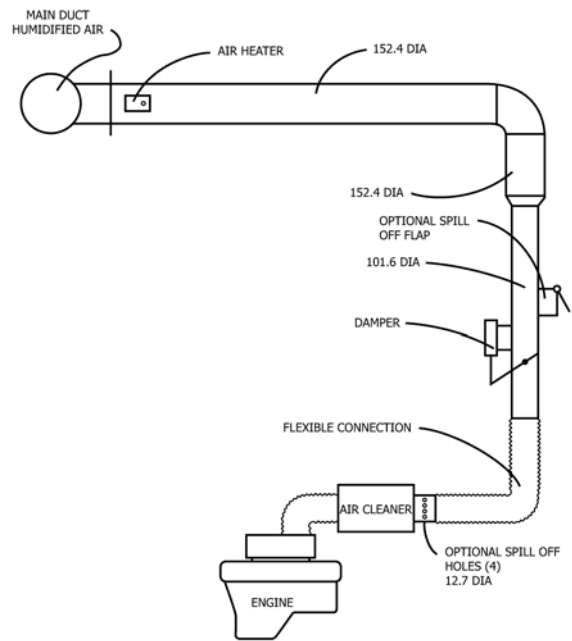 MAIN DUCT
HUMIDIFIED AIR
AIR HEATER
152.4 DIA
152.4 DIA
OPTIONAL SPILL
OFF FLAP
101.6 DIA
DAMPER
FLEXIBLE CONNECTION
AIR CLEANER
OPTIONAL SPILL OFF
HOLES (4)
12.7 DIA
ENGINE